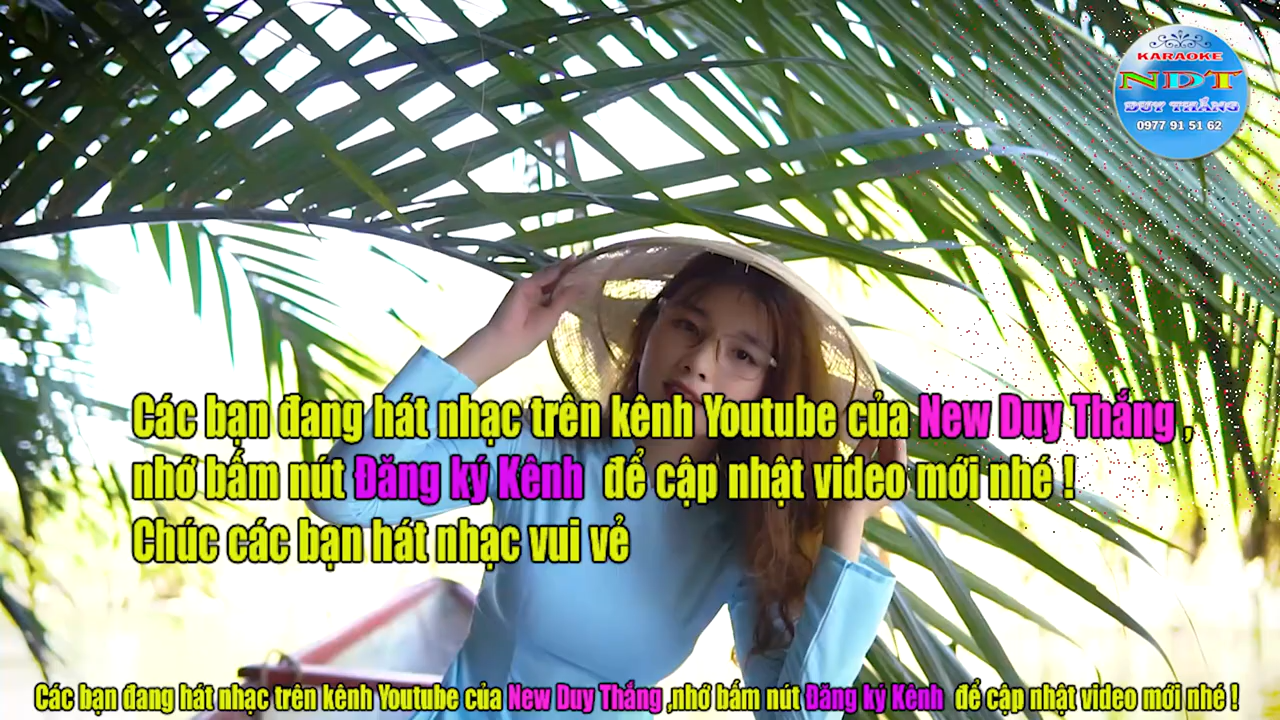 KARAOKE
NDT
DUY THẮNG
0977 91 51 62
Các bạn đang hát nhạc trên kênh Youtube của New Duy Thắng ,
nhớ bấm nút Đăng ký Kênh để cập nhật video mới nhé !
Chúc các bạn hát nhạc vui vẻ
Các bạn đang hát nhạc trên kênh Youtube của New Duy Thắng ,nhớ bấm nút Đăng ký Kênh để cập nhật video mới nhé !